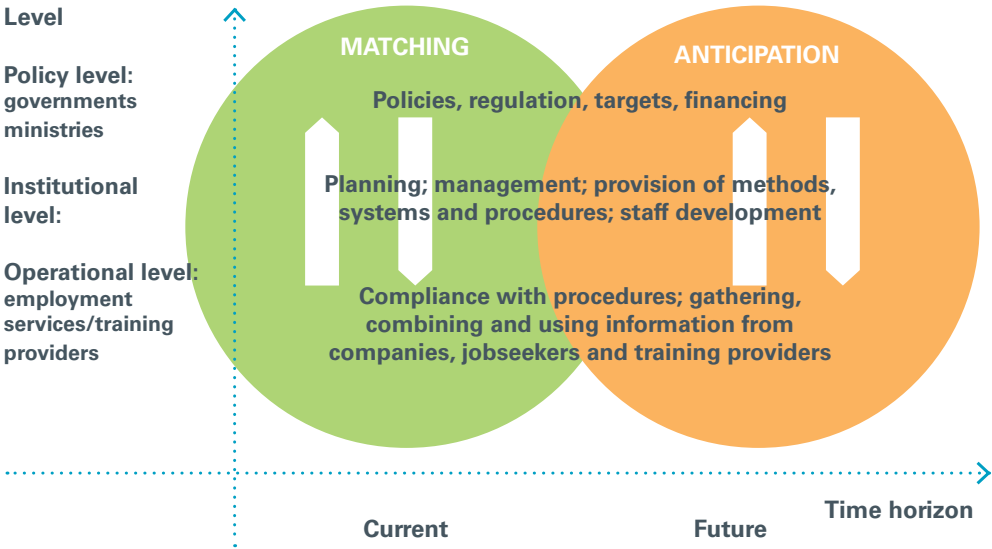 Level
MATCHING
ANTICIPATION
Policy level:
governments
ministries
Policies, regulation, targets, financing
Institutional
level:
Planning; management; provision of methods,
systems and procedures; staff development
Operational level:
employment
services/training
providers
Compliance with procedures; gathering,
combining and using information from
companies, jobseekers and training providers
Current
Future
Time horizon